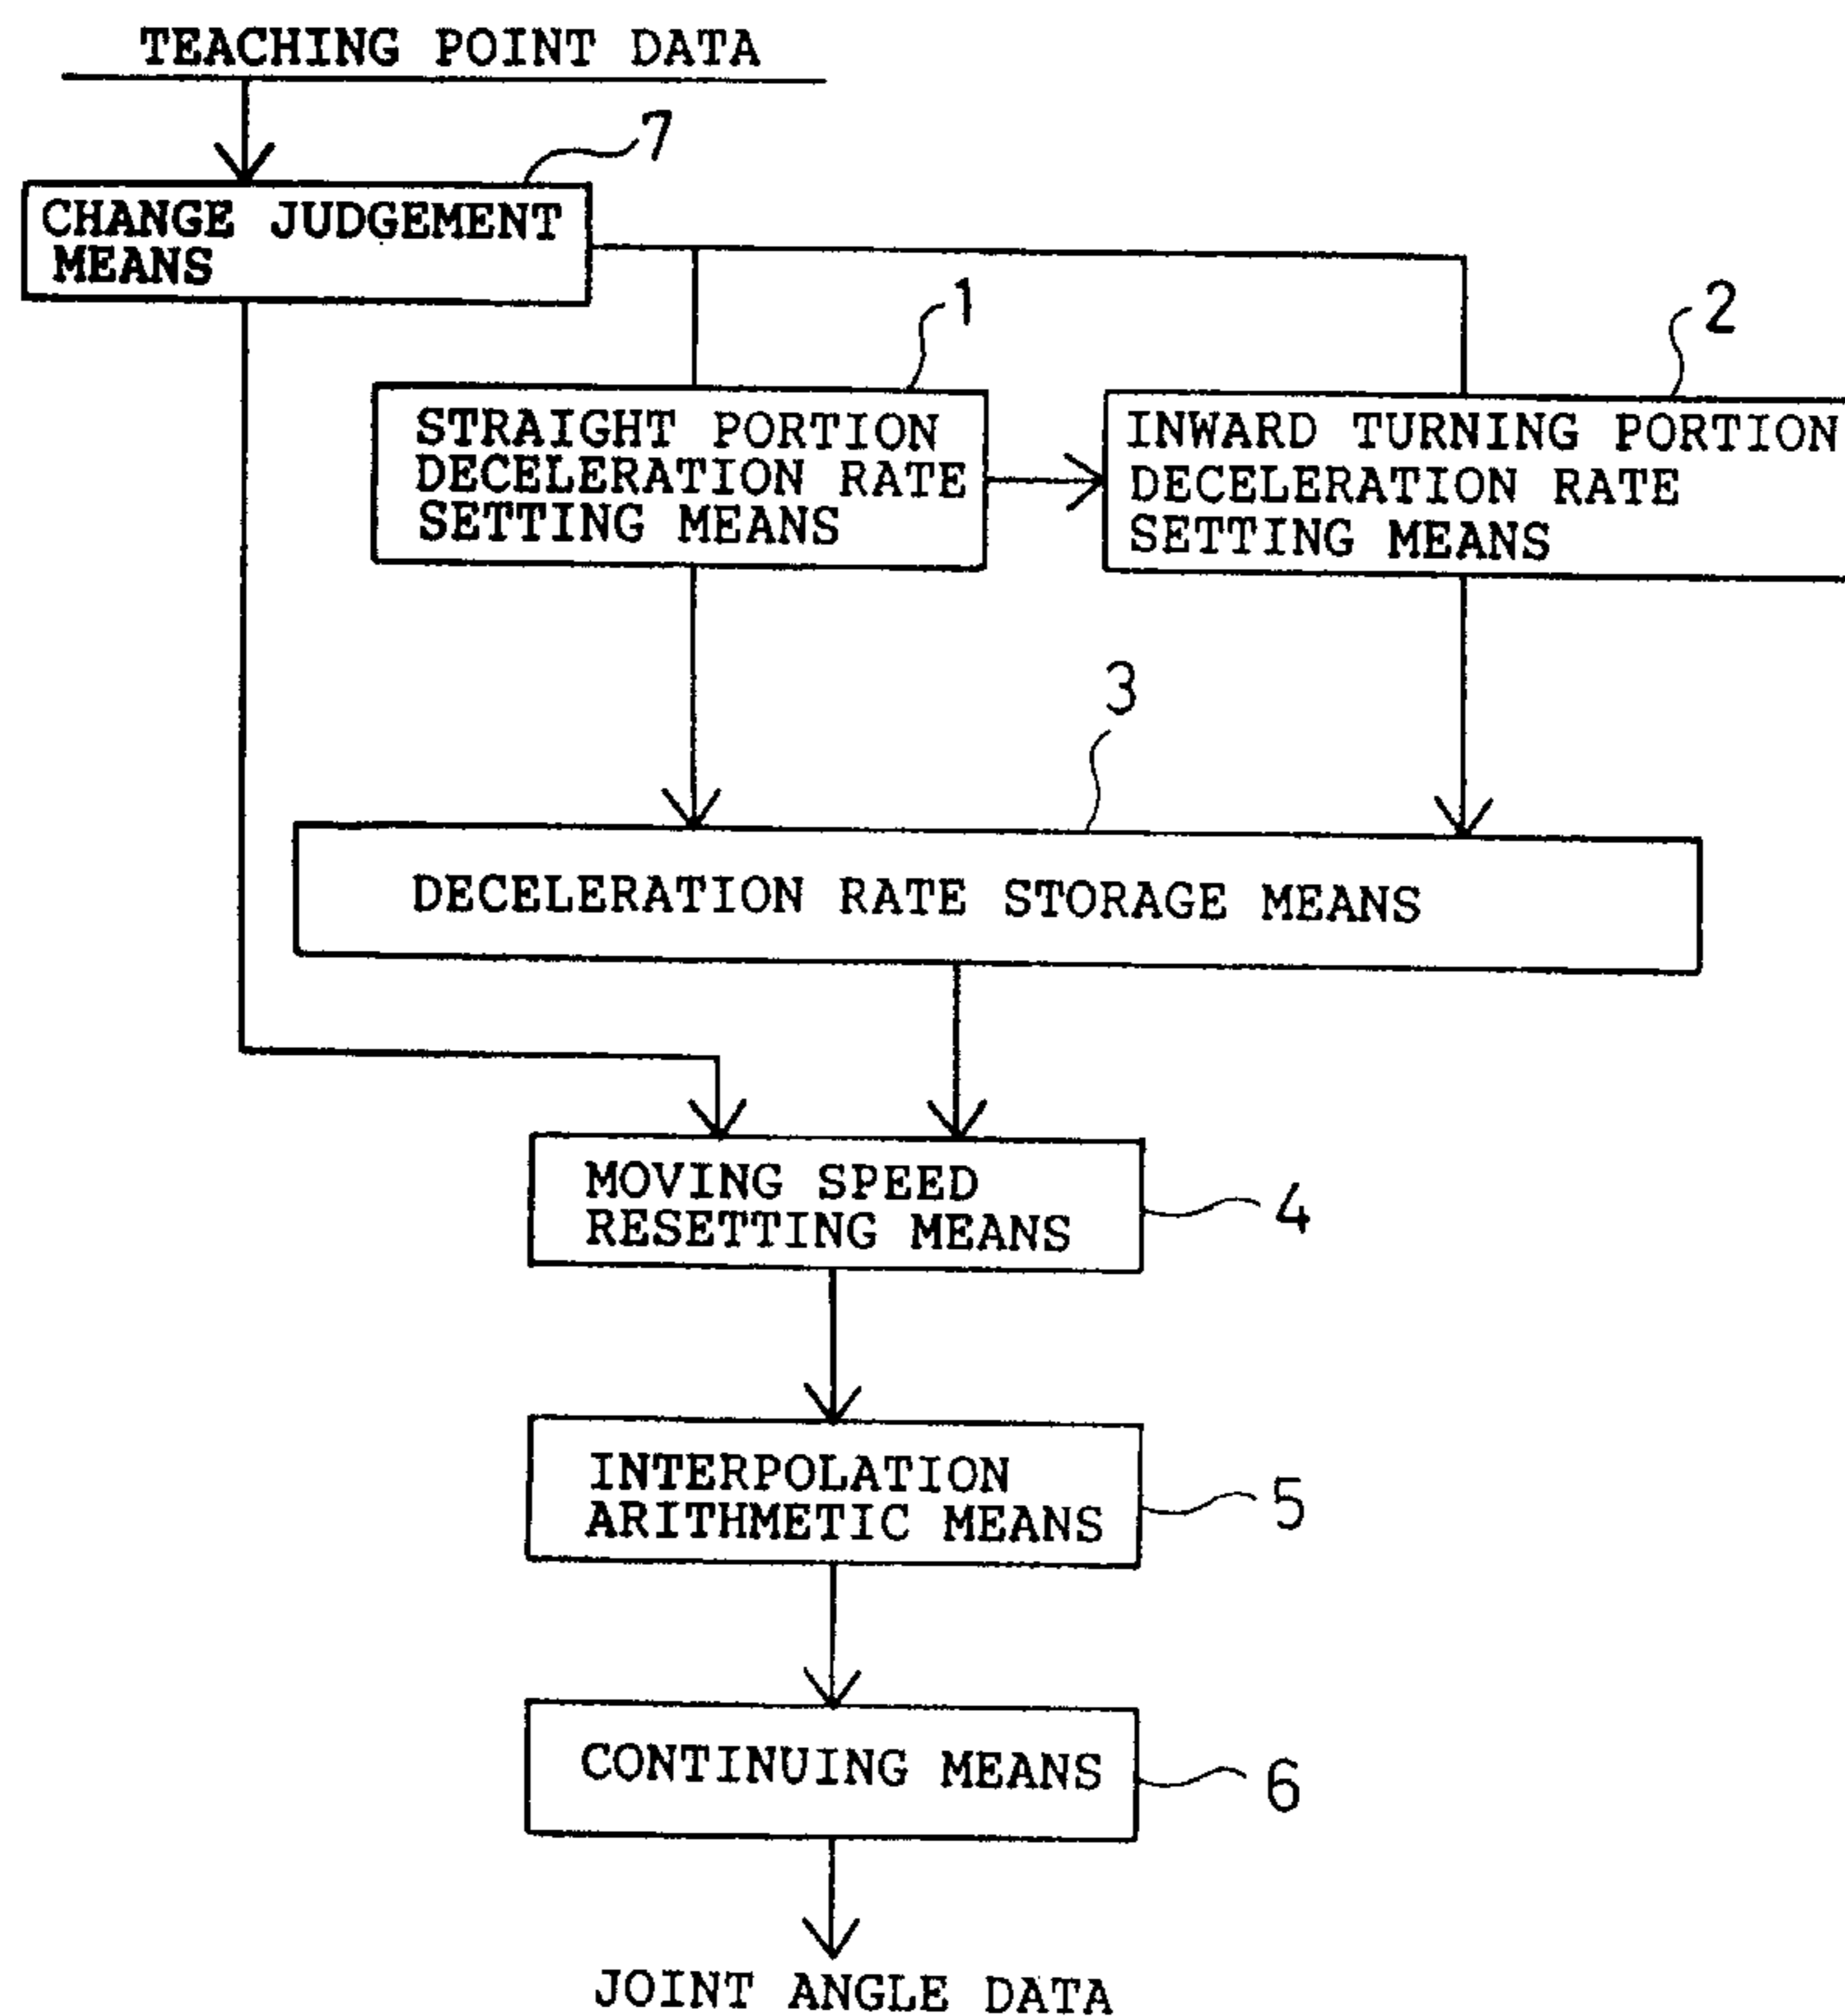 TEACHING POINT DATA
7
CHANGE JUDGEMENT
MEANS
1
2
STRAIGHT PORTION
DECELERATION RATE
SETTING MEANS
INWARD TURNING PORTION
DECELERATION RATE
SETTING MEANS
3
DECELERATION RATE STORAGE MEANS
MOVING SPEED
RESETTING MEANS
4
INTERPOLATION
ARITHMETIC MEANS
5
CONTINUING MEANS
6
JOINT ANGLE DATA